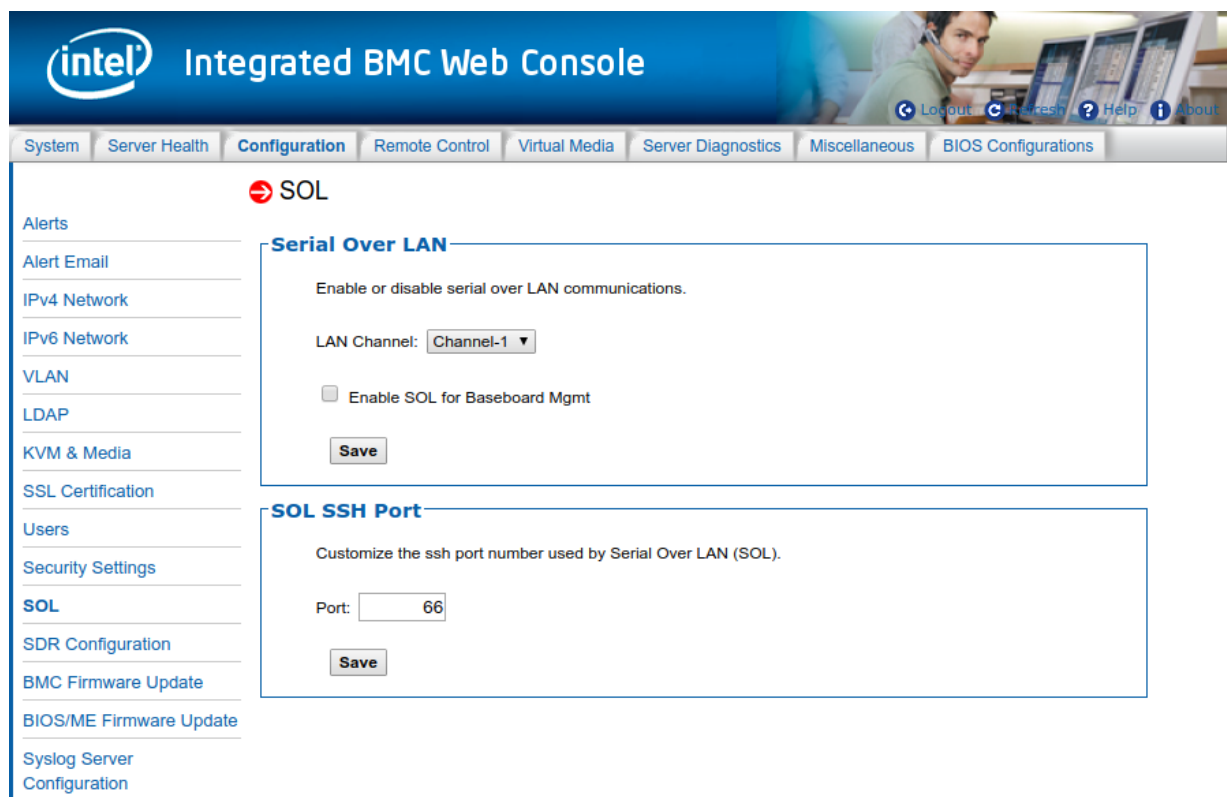 intel Integrated BMC Web Console
Logout Refresh Help About
System Server Health Configuration Remote Control Virtual Media Server Diagnostics Miscellaneous BIOS Configurations
SOL
Alerts
Alert Email
IPv4 Network
IPv6 Network
VLAN
LDAP
KVM & Media
SSL Certification
Users
Security Settings
SOL
SDR Configuration
BMC Firmware Update
BIOS/ME Firmware Update
Syslog Server
Configuration
Serial Over LAN
Enable or disable serial over LAN communications.
LAN Channel: Channel-1
Enable SOL for Baseboard Mgmt
Save
SOL SSH Port
Customize the ssh port number used by Serial Over LAN (SOL).
Port: 66
Save